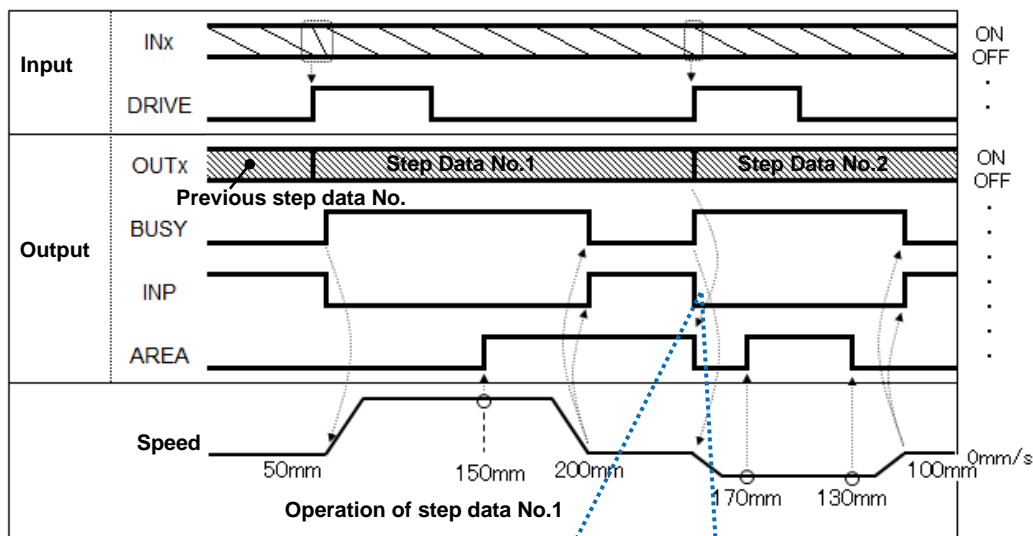 INx
ON
OFF
Input
DRIVE
OUTx
Step Data No.1
Step Data No.2
ON
OFF
Previous step data No.
BUSY
Output
INP
AREA
Speed
50mm
150mm
200mm
170mm
130mm
100mm
0mm/s
Operation of step data No.1